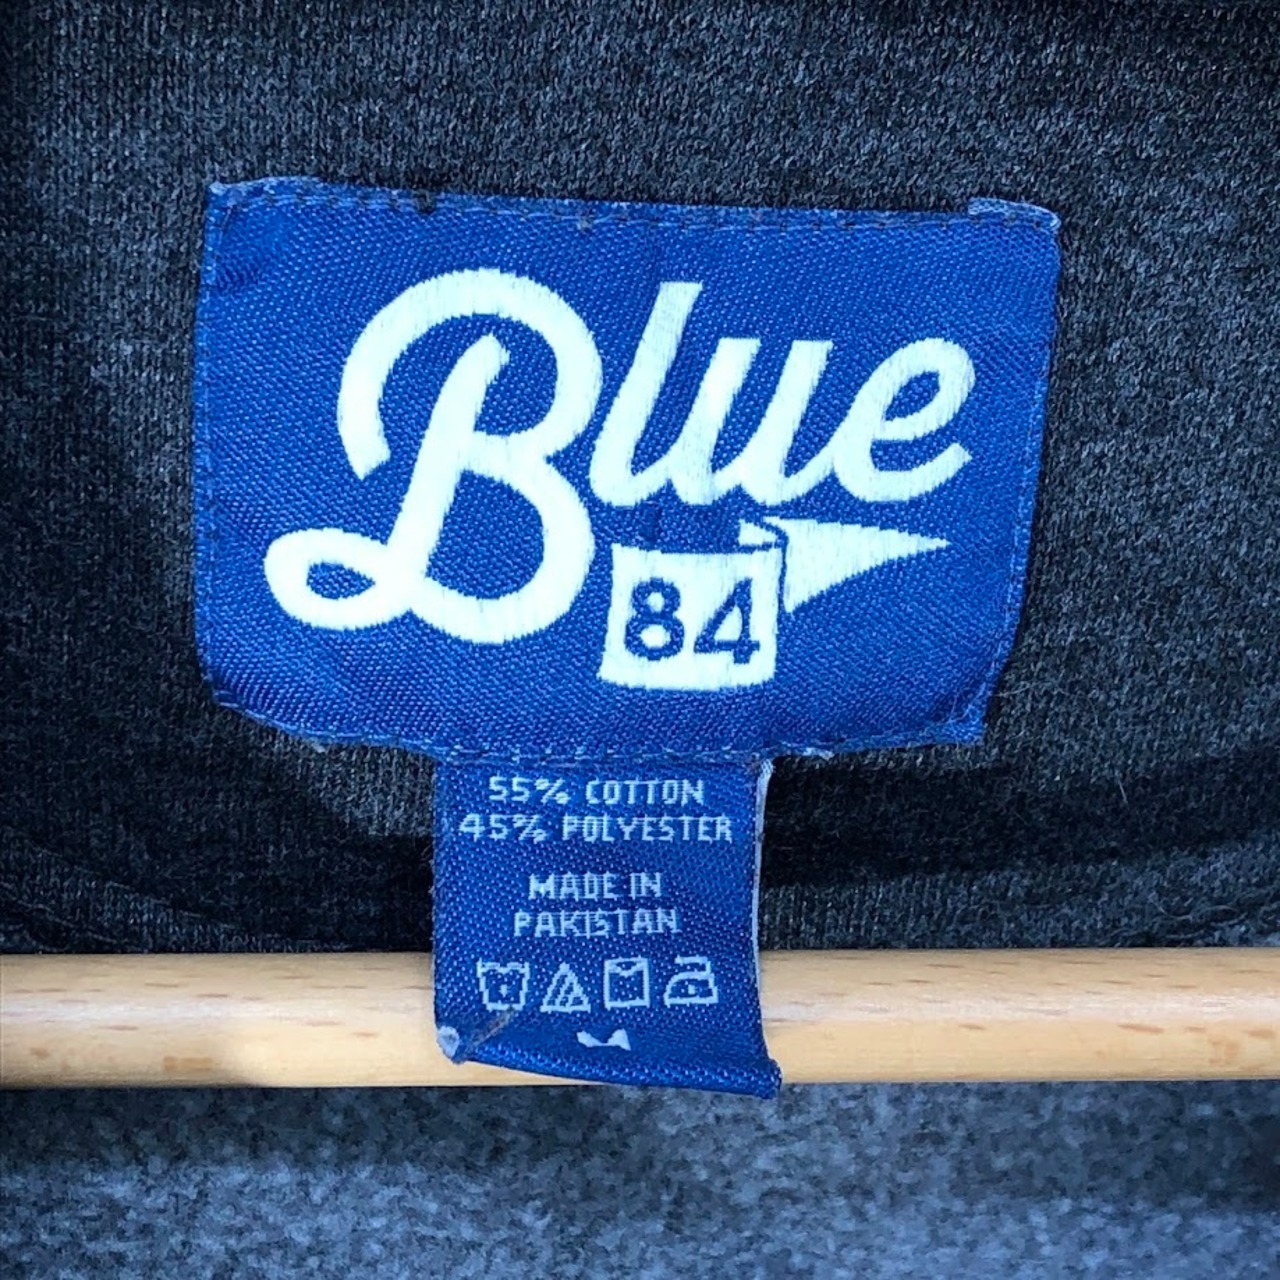 Blue
84
55% COTTON
45% POLYESTER
MADE IN
PAKISTAN